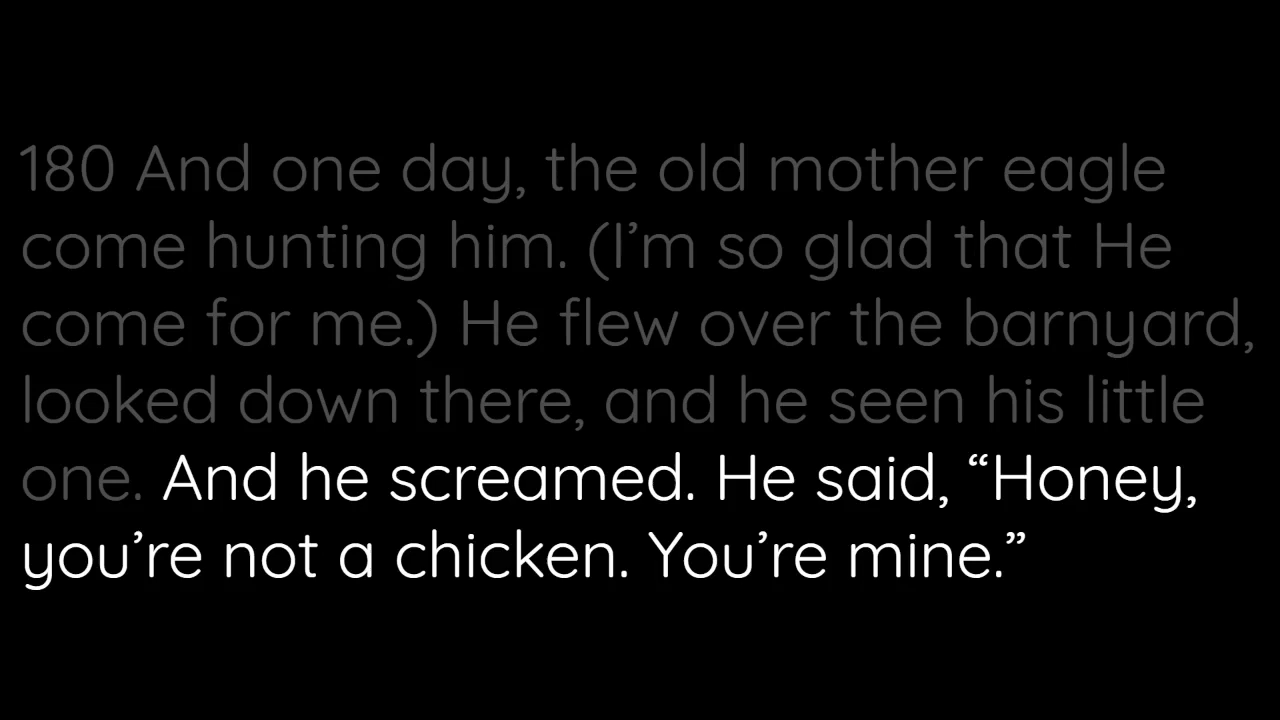 180 And one day, the old mother eagle
come hunting him. (I’m so glad that He
come for me.) He flew over the barnyard,
looked down there, and he seen his little
one. And he screamed. He said, “Honey,
you’re not a chicken. You’re mine.”